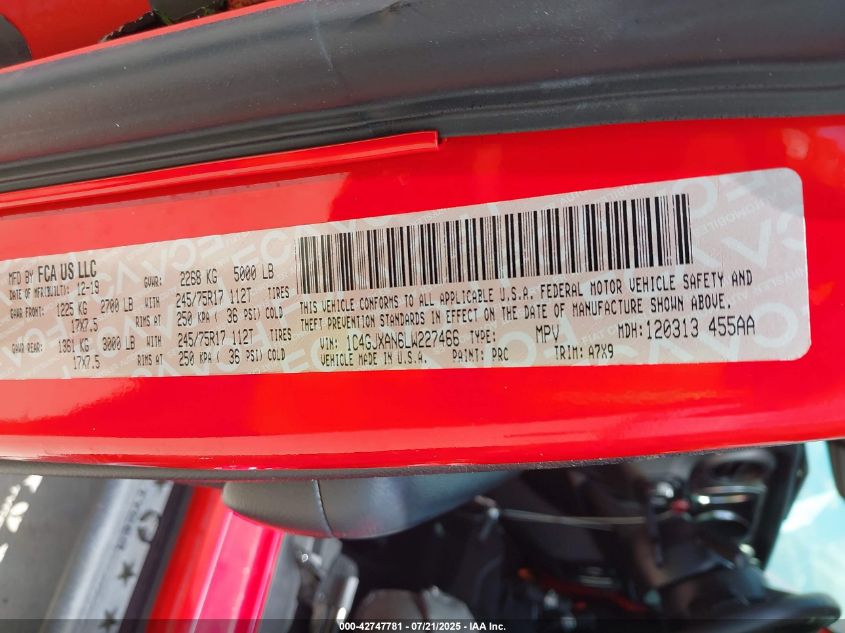 MFD BY FCA US LLC
DATE OF MFR(BUILT): 12-19 GVWR: 2268 KG 5000 LB
GAWR FRONT: 1225 KG 2700 LB WITH 245/75R17 112T TIRES
17X7.5 RIMS AT 250 KPA ( 36 PSI) COLD
GAWR REAR: 1361 KG 3000 LB WITH 245/75R17 112T TIRES
17X7.5 RIMS AT 250 KPA ( 36 PSI) COLD
THIS VEHICLE CONFORMS TO ALL APPLICABLE U.S.A. FEDERAL MOTOR VEHICLE SAFETY AND
THEFT PREVENTION STANDARDS IN EFFECT ON THE DATE OF MANUFACTURE SHOWN ABOVE.
VIN: 1C4GJXAN6LW227466 TYPE: MPV MDH: 120313 455AA
VEHICLE MADE IN U.S.A. PAINT: PRC TRIM: A7X9
000-42747781 - 07/21/2025 - IAA Inc.